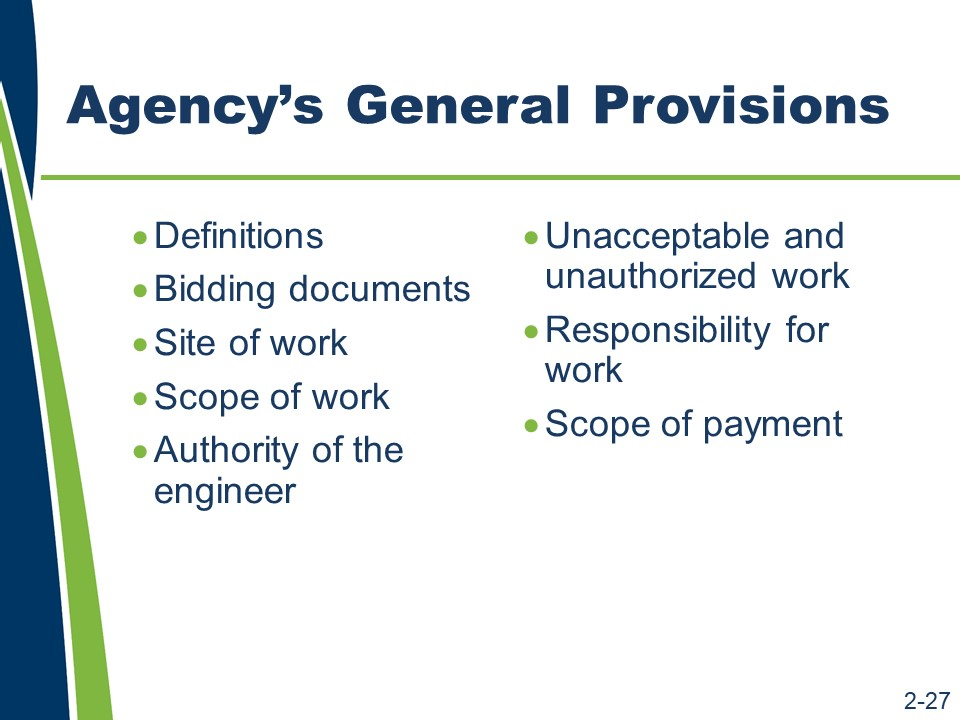 Agency’s General Provisions
• Definitions
• Bidding documents
• Site of work
• Scope of work
• Authority of the
engineer
• Unacceptable and
unauthorized work
• Responsibility for
work
• Scope of payment
2-27